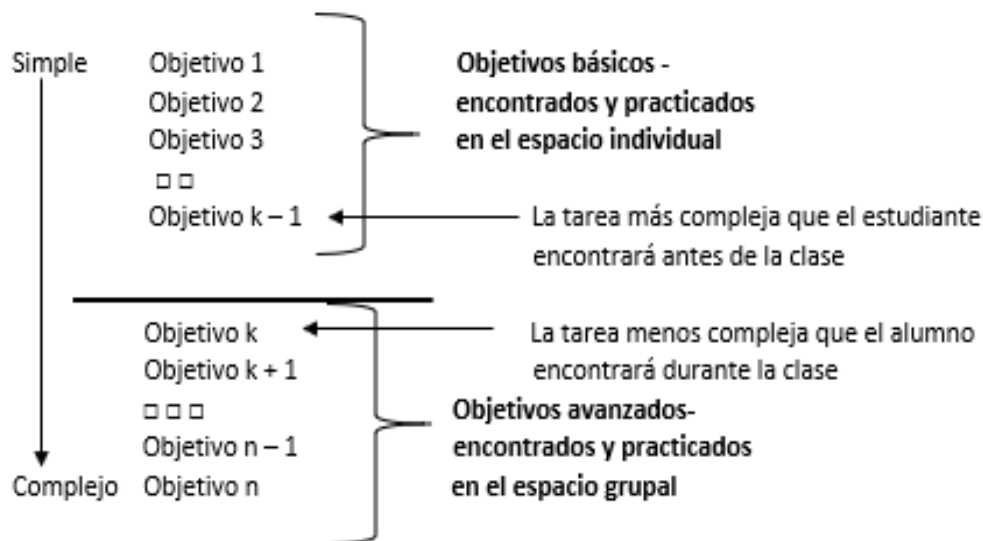 Simple Objetivo 1 Objetivos básicos -
Objetivo 2 encontrados y practicados
Objetivo 3 en el espacio individual
□ □
Objetivo k – 1 La tarea más compleja que el estudiante
encontrará antes de la clase
Objetivo k La tarea menos compleja que el alumno
Objetivo k + 1 encontrará durante la clase
□ □ □ Objetivos avanzados-
Objetivo n – 1 encontrados y practicados
Complejo Objetivo n en el espacio grupal